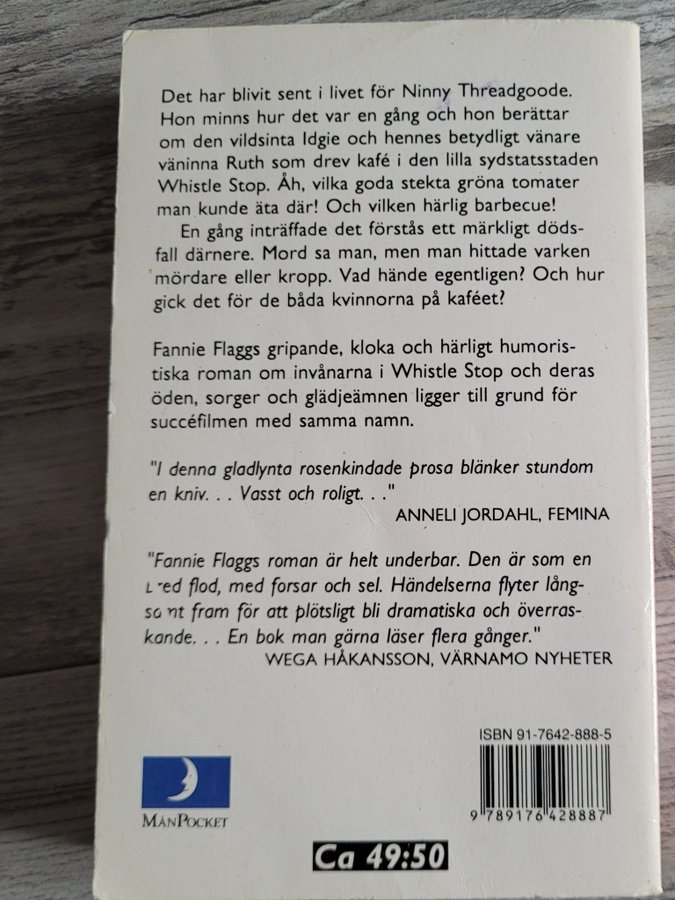 Det har blivit sent i livet för Ninny Threadgoode.
Hon minns hur det var en gång och hon berättar
om den vildsinta Idgie och hennes betydligt vänare
väninna Ruth som drev kafé i den lilla sydstatsstaden
Whistle Stop. Åh, vilka goda stekta gröna tomater
man kunde äta där! Och vilken härlig barbecue!
En gång inträffade det förstås ett märkligt döds-
fall därnere. Mord sa man, men man hittade varken
mördare eller kropp. Vad hände egentligen? Och hur
gick det för de båda kvinnorna på kaféet?
Fannie Flaggs gripande, kloka och härligt humoris-
tiska roman om invånarna i Whistle Stop och deras
öden, sorger och glädjeämnen ligger till grund för
succéfilmen med samma namn.
"I denna gladlynta rosenkindade prosa blänker stundom
en kniv. . . Vasst och roligt. . ."
ANNELI JORDAHL, FEMINA
"Fannie Flaggs roman är helt underbar. Den är som en
bred flod, med forsar och sel. Händelserna flyter lång-
samt fram för att plötsligt bli dramatiska och överras-
kande. . . En bok man gärna läser flera gånger."
WEGA HÅKANSSON, VÄRNAMO NYHETER
ISBN 91-7642-888-5
9 789176 428887
MÅNPOCKET
Ca 49:50